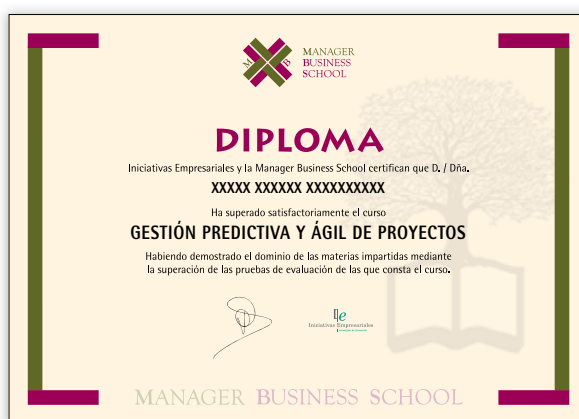 M B
MANAGER
BUSINESS
SCHOOL
DIPLOMA
Iniciativas Empresariales y la Manager Business School certifican que D. / Dña.
XXXXX XXXXXX XXXXXXXXXX
Ha superado satisfactoriamente el curso
GESTIÓN PREDICTIVA Y ÁGIL DE PROYECTOS
Habiendo demostrado el dominio de las materias impartidas mediante
la superación de las pruebas de evaluación de las que consta el curso.
Ie
Iniciativas Empresariales
MANAGER BUSINESS SCHOOL